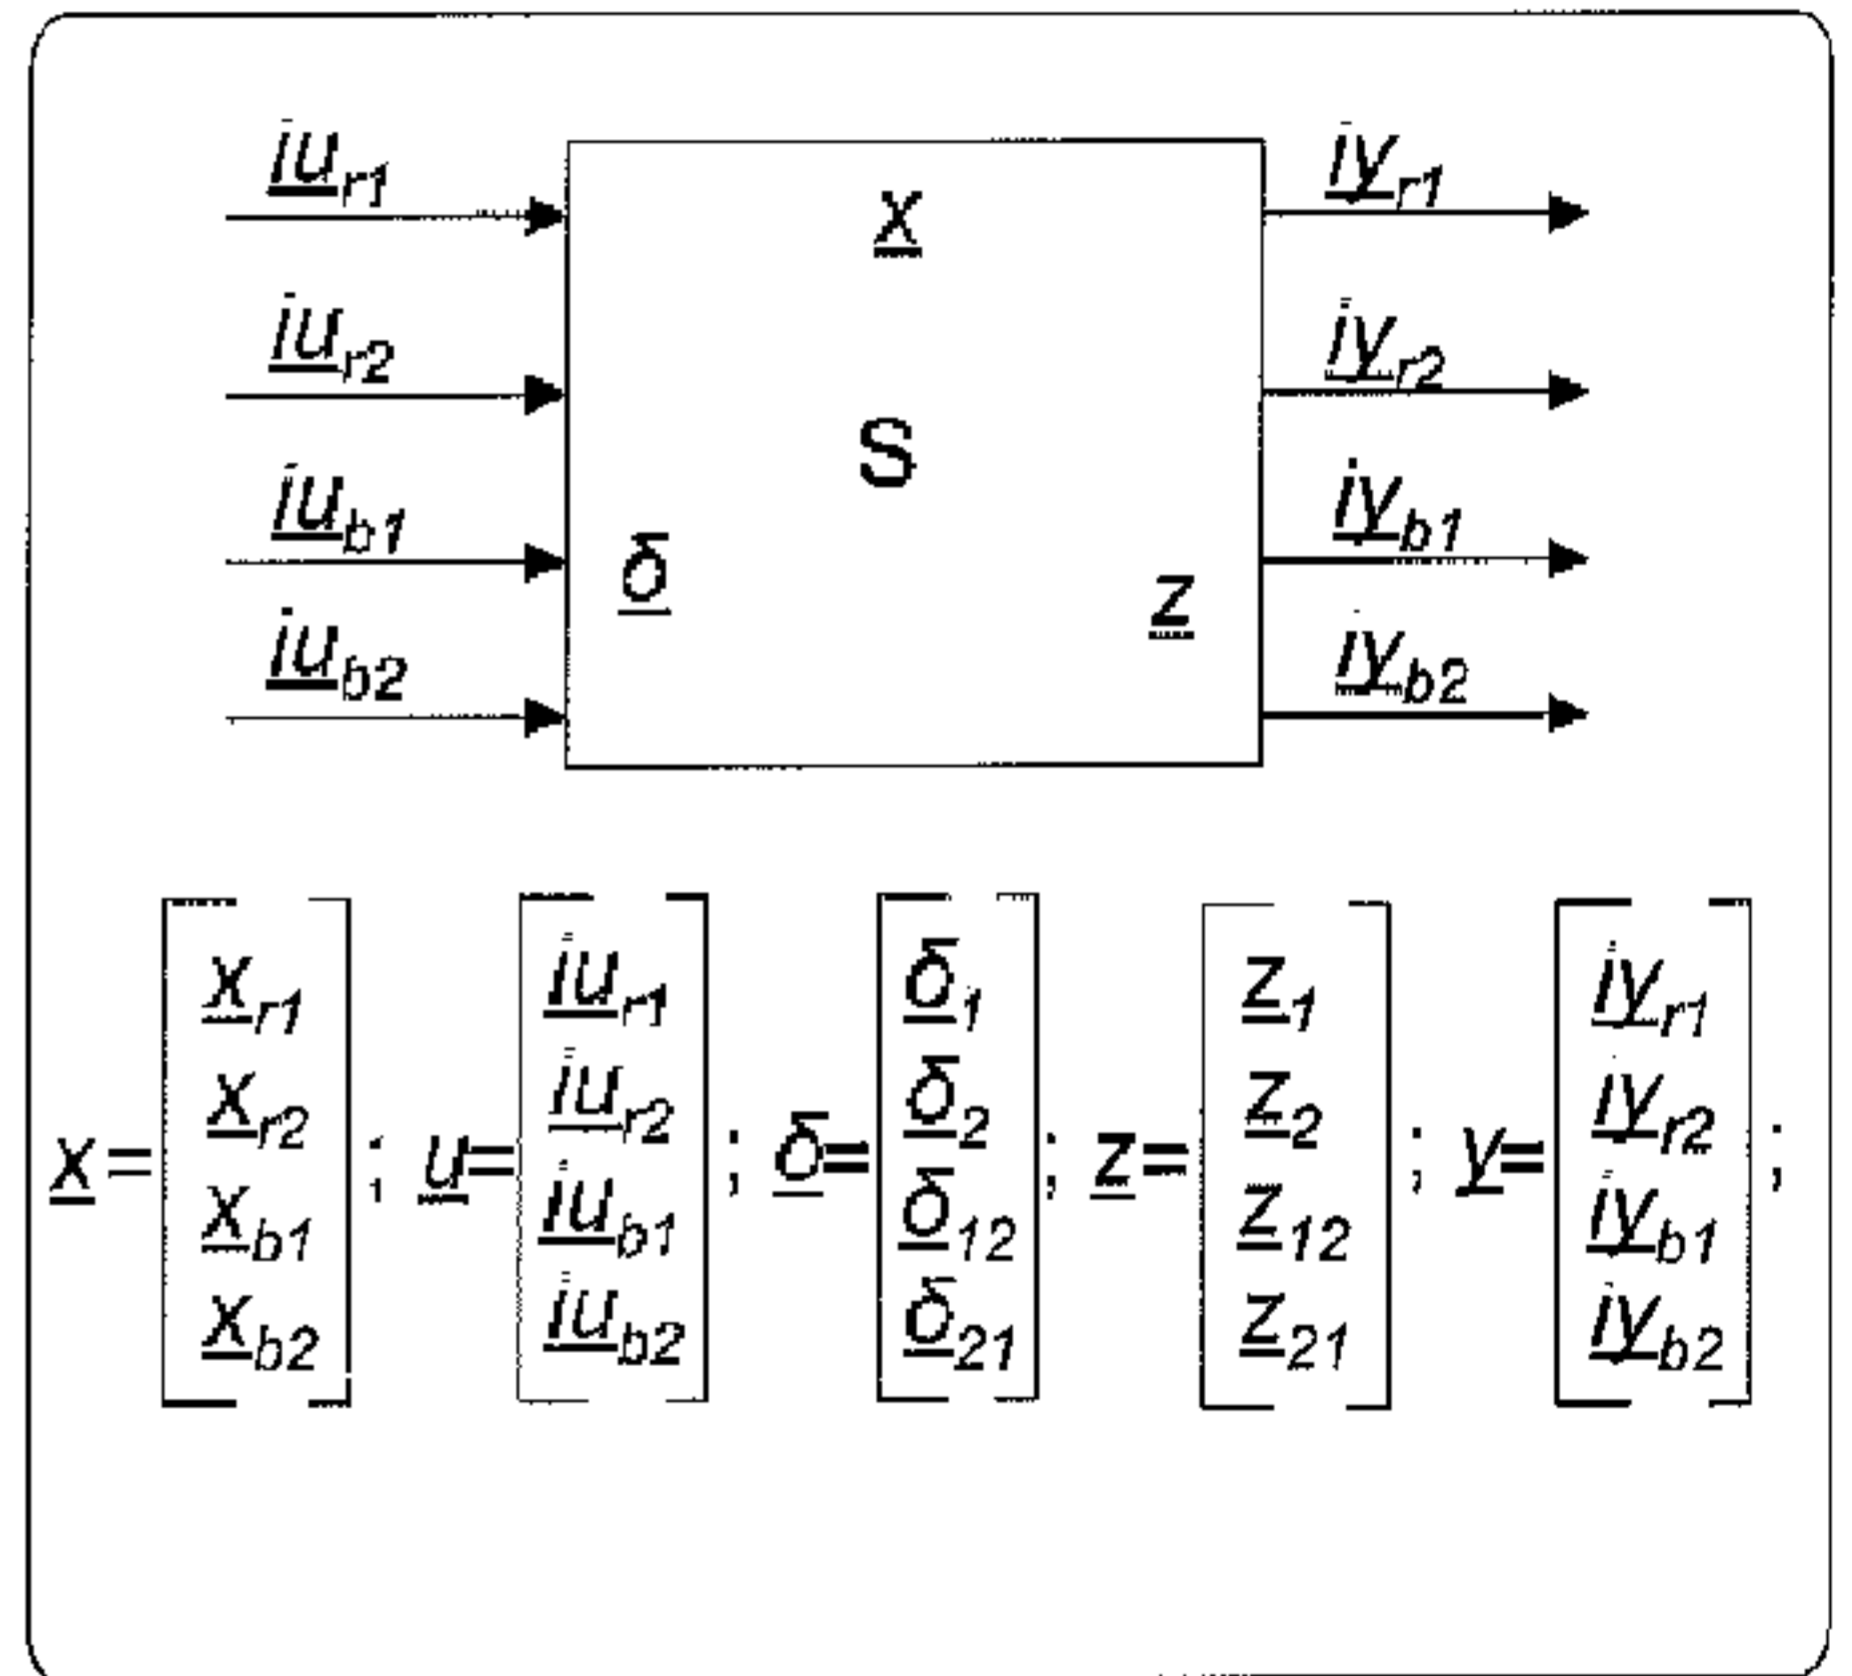 iu_r1 iy_r1
x
iu_r2 iy_r2
S
iu_b1 iy_b1
δ z
iu_b2 iy_b2
x_r1 iu_r1 δ_1 z_1 iy_r1
x_r2 iu_r2 δ_2 z_2 iy_r2
x= ; u= ; δ= ; z= ; y= ;
x_b1 iu_b1 δ_12 z_12 iy_b1
x_b2 iu_b2 δ_21 z_21 iy_b2